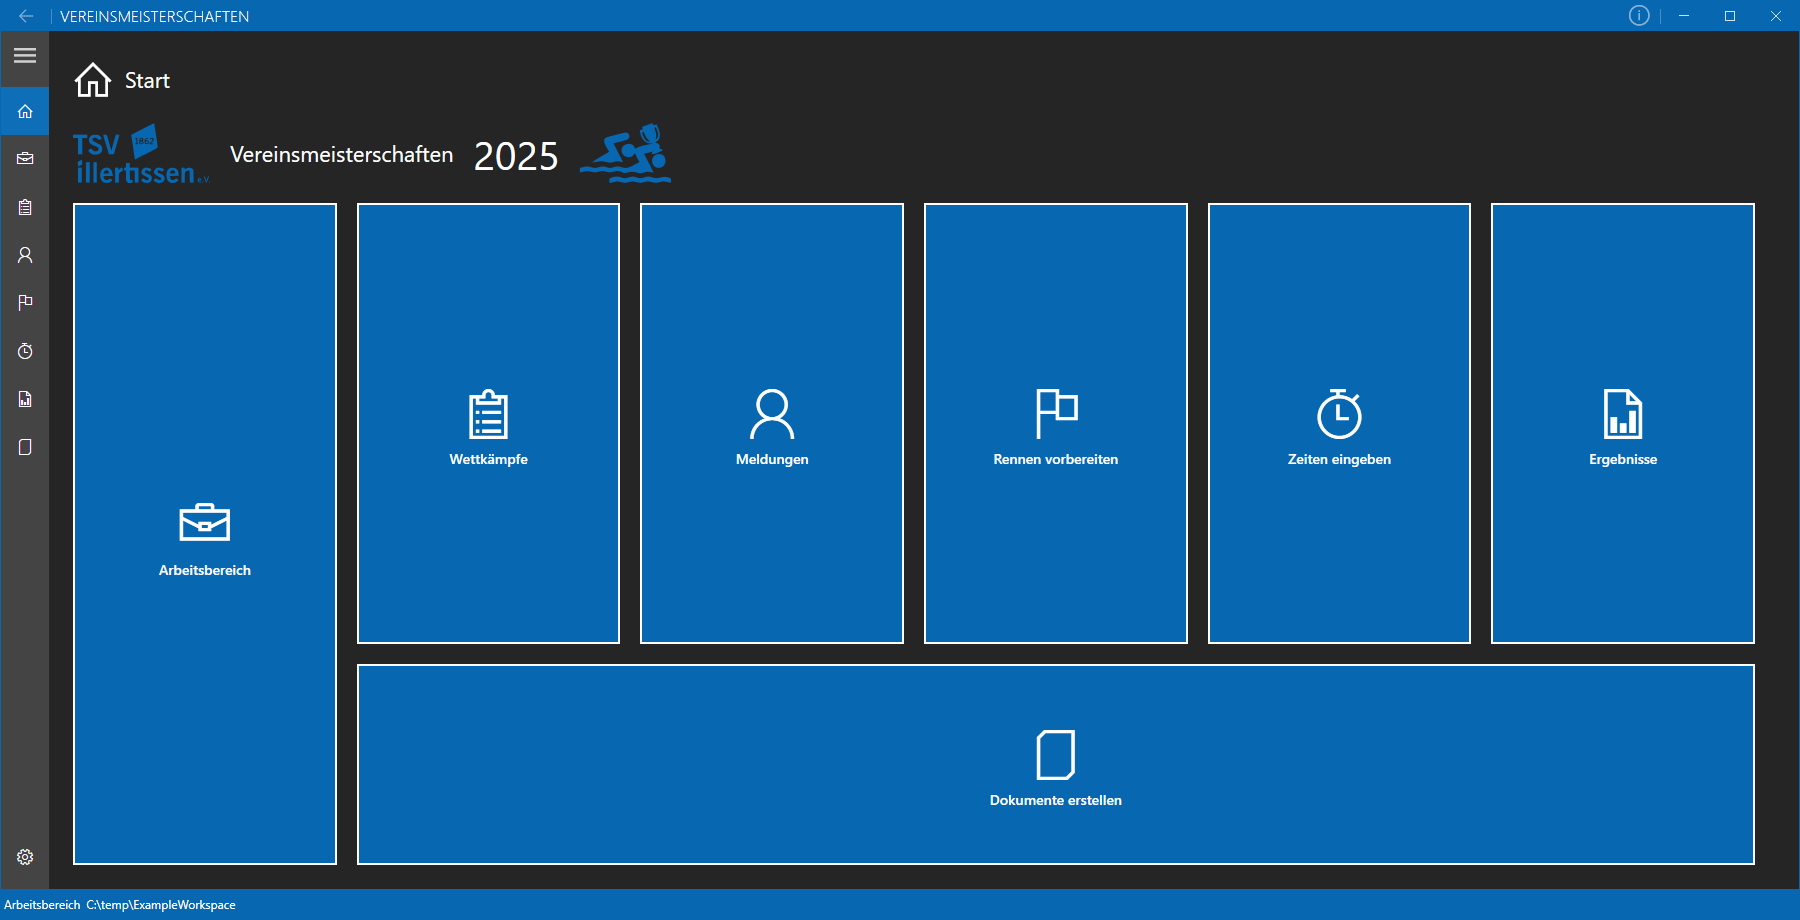 VEREINSMEISTERSCHAFTEN
Start
TSV 1862
illertissen e.V.
Vereinsmeisterschaften 2025
Arbeitsbereich
Wettkämpfe
Meldungen
Rennen vorbereiten
Zeiten eingeben
Ergebnisse
Dokumente erstellen
Arbeitsbereich C:\temp\ExampleWorkspace